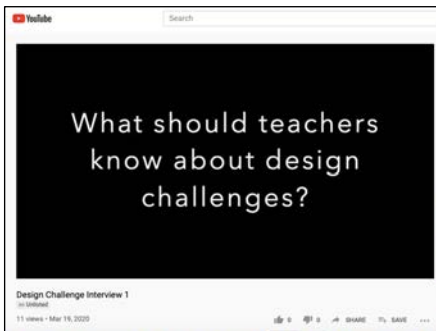 YouTube
Search
What should teachers
know about design
challenges?
Design Challenge Interview 1
Unlisted
11 views • Mar 19, 2020
0 0 SHARE SAVE